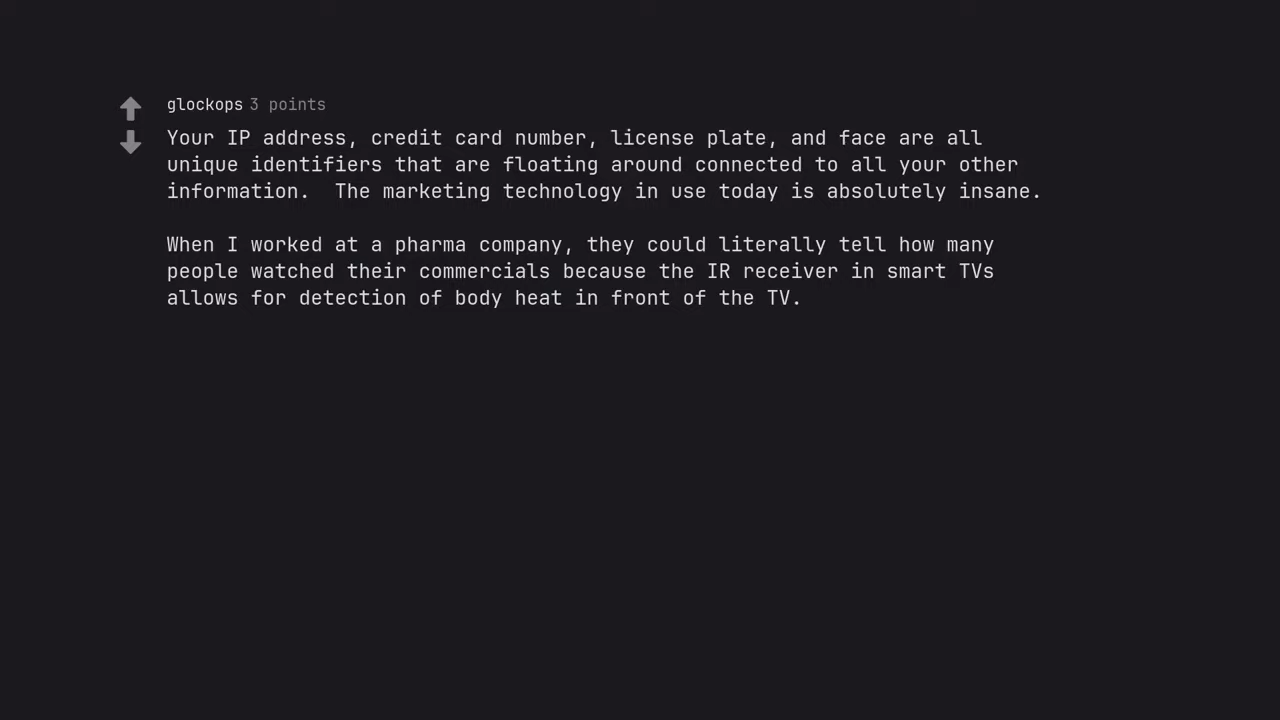 glockops 3 points
Your IP address, credit card number, license plate, and face are all
unique identifiers that are floating around connected to all your other
information.  The marketing technology in use today is absolutely insane.
When I worked at a pharma company, they could literally tell how many
people watched their commercials because the IR receiver in smart TVs
allows for detection of body heat in front of the TV.